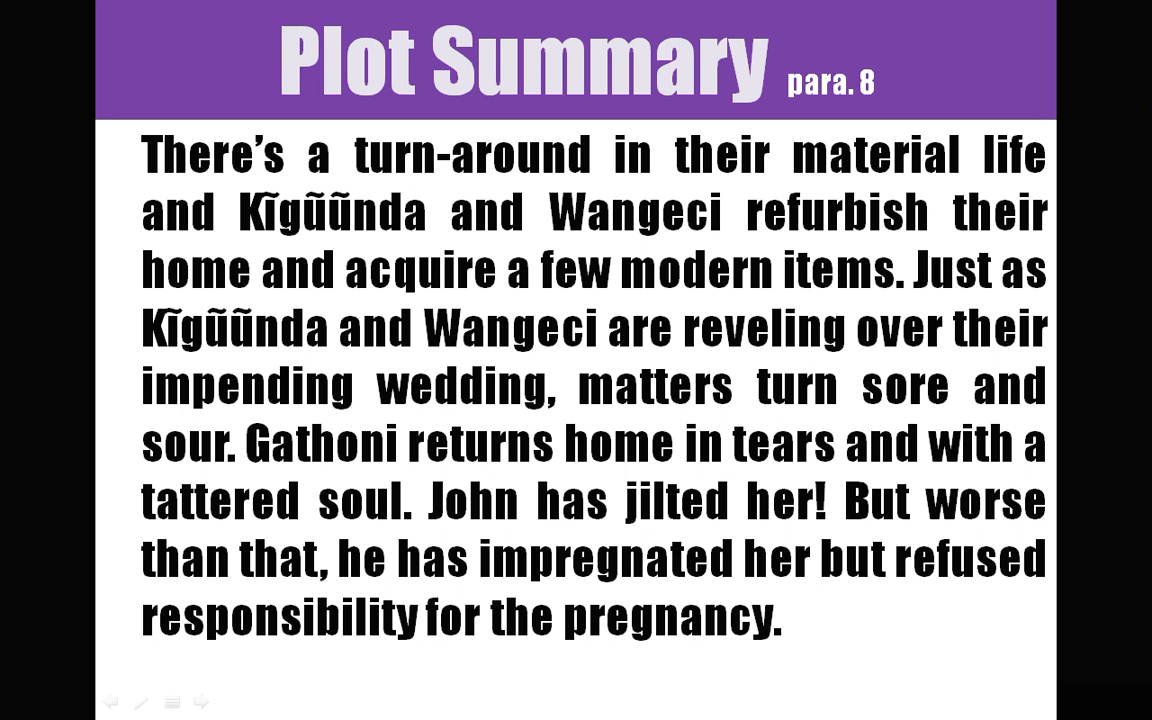 Plot Summary para. 8
There’s a turn-around in their material life
and Kĩgũũnda and Wangeci refurbish their
home and acquire a few modern items. Just as
Kĩgũũnda and Wangeci are reveling over their
impending wedding, matters turn sore and
sour. Gathoni returns home in tears and with a
tattered soul. John has jilted her! But worse
than that, he has impregnated her but refused
responsibility for the pregnancy.